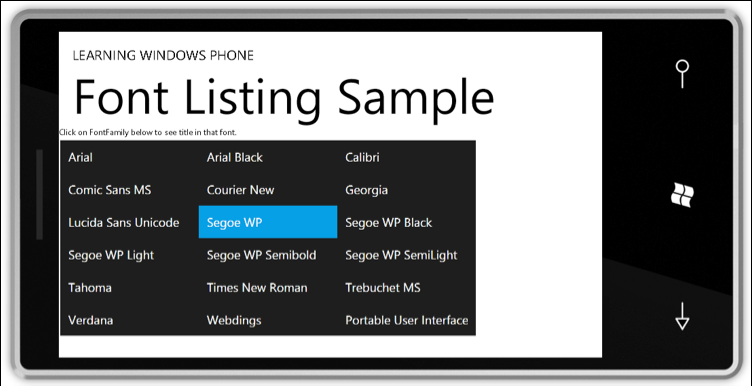 LEARNING WINDOWS PHONE
Font Listing Sample
Click on FontFamily below to see title in that font.
Arial Arial Black Calibri
Comic Sans MS Courier New Georgia
Lucida Sans Unicode Segoe WP Segoe WP Black
Segoe WP Light Segoe WP Semibold Segoe WP SemiLight
Tahoma Times New Roman Trebuchet MS
Verdana Webdings Portable User Interface